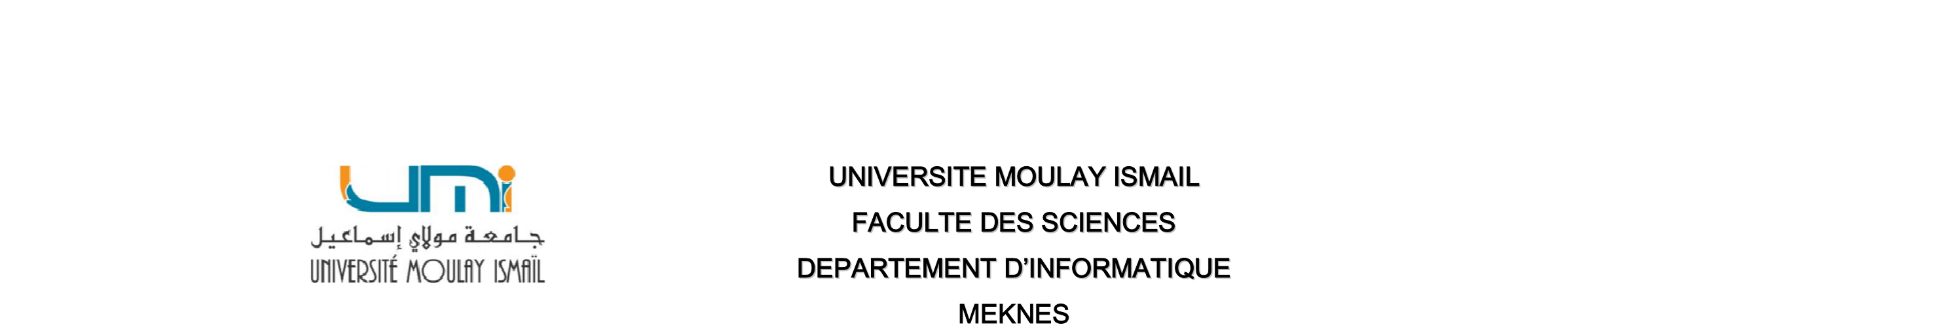 umi
جامعة مولاي إسماعيل
UNIVERSITÉ MOULAY ISMAÏL
UNIVERSITE MOULAY ISMAIL
FACULTE DES SCIENCES
DEPARTEMENT D’INFORMATIQUE
MEKNES